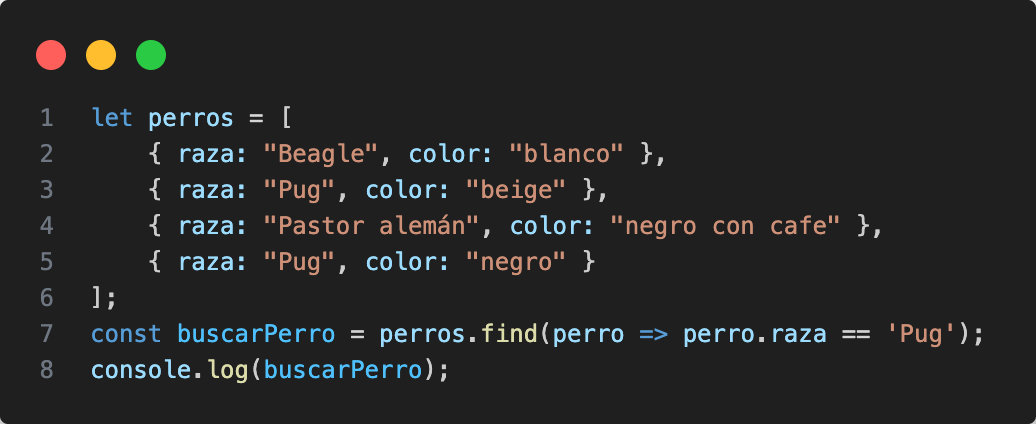 1 let perros = [
2 { raza: "Beagle", color: "blanco" },
3 { raza: "Pug", color: "beige" },
4 { raza: "Pastor alemán", color: "negro con cafe" },
5 { raza: "Pug", color: "negro" }
6 ];
7 const buscarPerro = perros.find(perro => perro.raza == 'Pug');
8 console.log(buscarPerro);